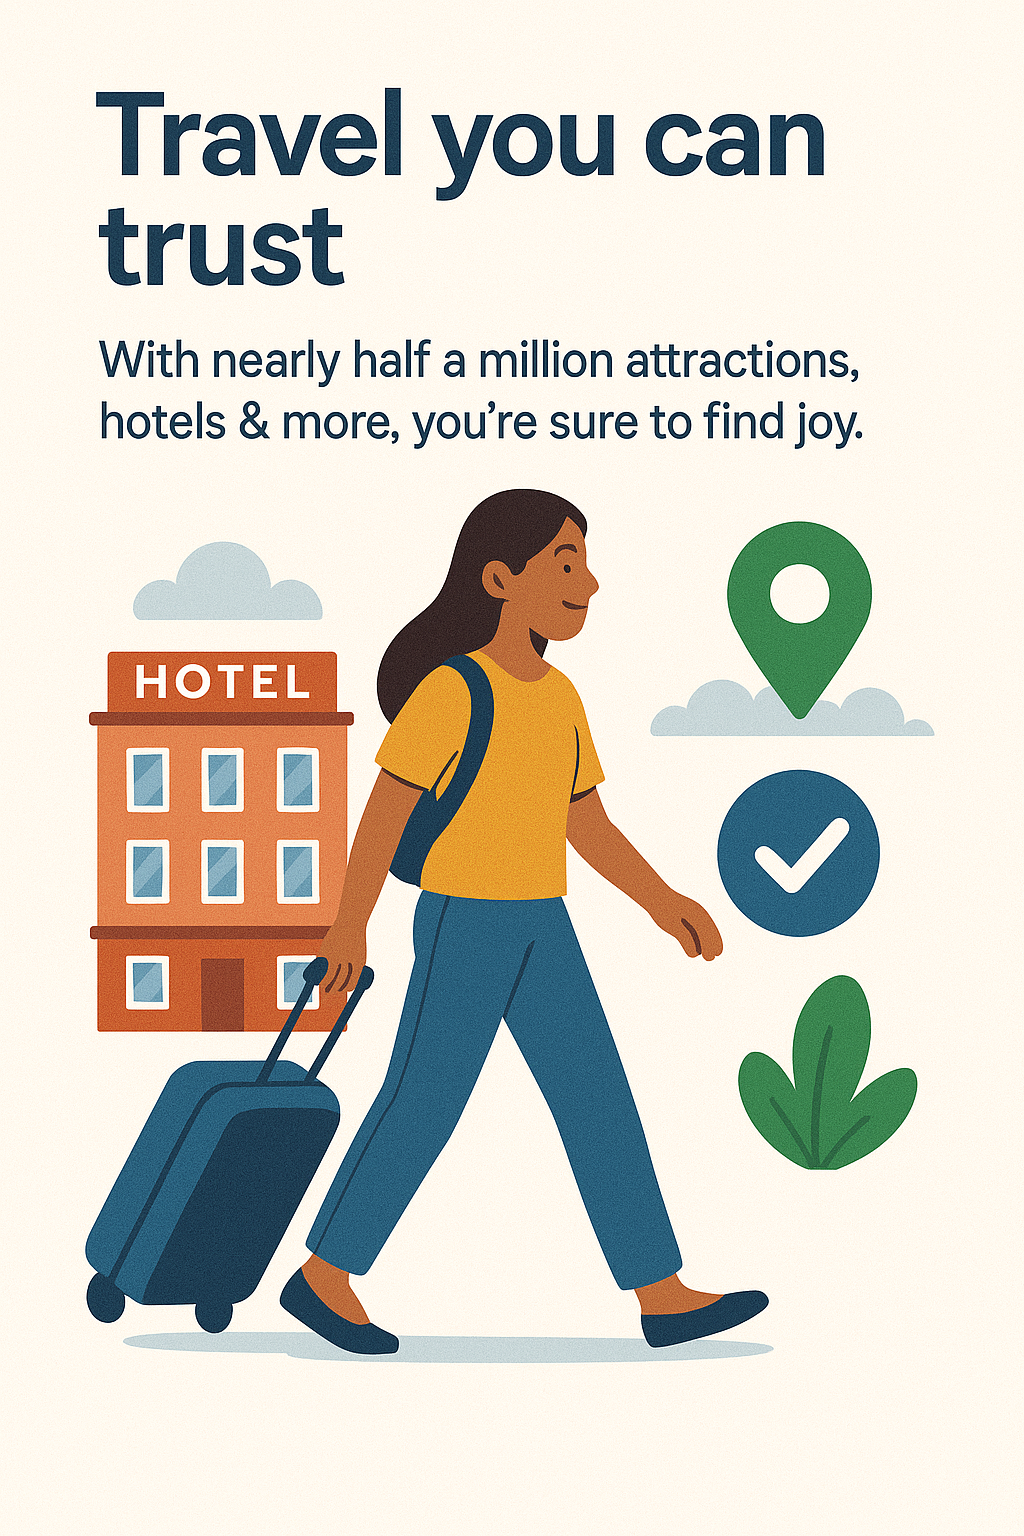 Travel you can
trust
With nearly half a million attractions,
hotels & more, you’re sure to find joy.
HOTEL